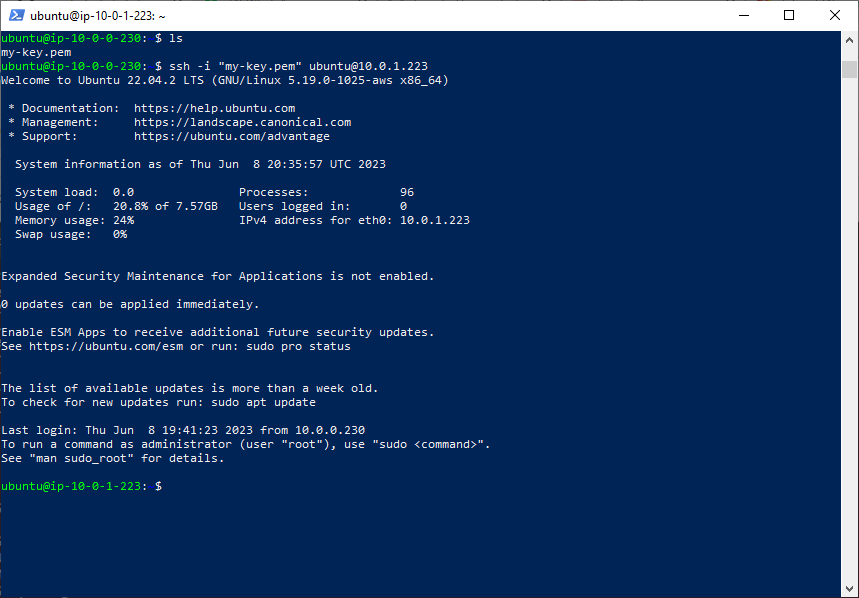 ubuntu@ip-10-0-1-223: ~
ubuntu@ip-10-0-0-230: $ ls
my-key.pem
ubuntu@ip-10-0-0-230: $ ssh -i "my-key.pem" ubuntu@10.0.1.223
Welcome to Ubuntu 22.04.2 LTS (GNU/Linux 5.19.0-1025-aws x86_64)
* Documentation:  https://help.ubuntu.com
* Management:     https://landscape.canonical.com
* Support:        https://ubuntu.com/advantage
System information as of Thu Jun  8 20:35:57 UTC 2023
System load:  0.0               Processes:             96
Usage of /:   20.8% of 7.57GB   Users logged in:       0
Memory usage: 24%               IPv4 address for eth0: 10.0.1.223
Swap usage:   0%
Expanded Security Maintenance for Applications is not enabled.
0 updates can be applied immediately.
Enable ESM Apps to receive additional future security updates.
See https://ubuntu.com/esm or run: sudo pro status
The list of available updates is more than a week old.
To check for new updates run: sudo apt update
Last login: Thu Jun  8 19:41:23 2023 from 10.0.0.230
To run a command as administrator (user "root"), use "sudo <command>".
See "man sudo_root" for details.
ubuntu@ip-10-0-1-223: $